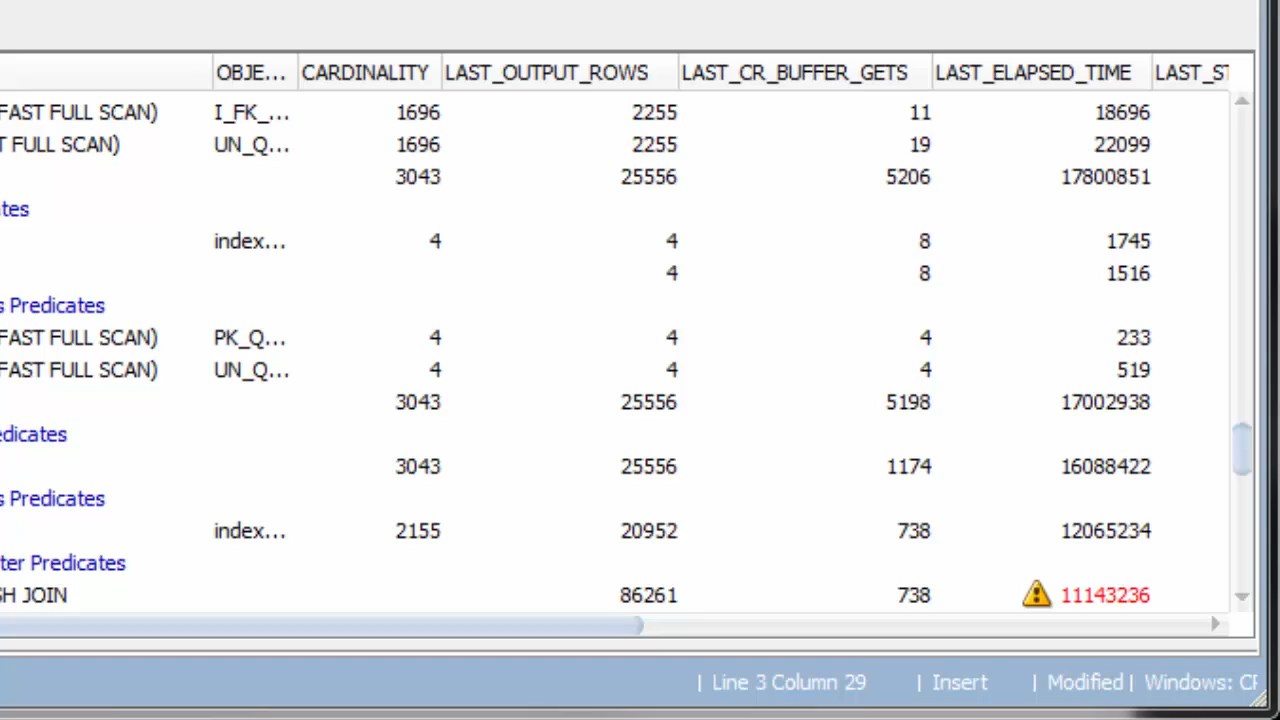 OBJE... CARDINALITY LAST_OUTPUT_ROWS LAST_CR_BUFFER_GETS LAST_ELAPSED_TIME LAST_ST
FAST FULL SCAN) I_FK_... 1696 2255 11 18696
T FULL SCAN) UN_Q... 1696 2255 19 22099
3043 25556 5206 17800851
ates
index... 4 4 8 1745
4 8 1516
s Predicates
FAST FULL SCAN) PK_Q... 4 4 4 233
FAST FULL SCAN) UN_Q... 4 4 4 519
3043 25556 5198 17002938
edicates
3043 25556 1174 16088422
s Predicates
index... 2155 20952 738 12065234
ter Predicates
SH JOIN 86261 738 11143236
| Line 3 Column 29 | Insert | Modified | Windows: CR